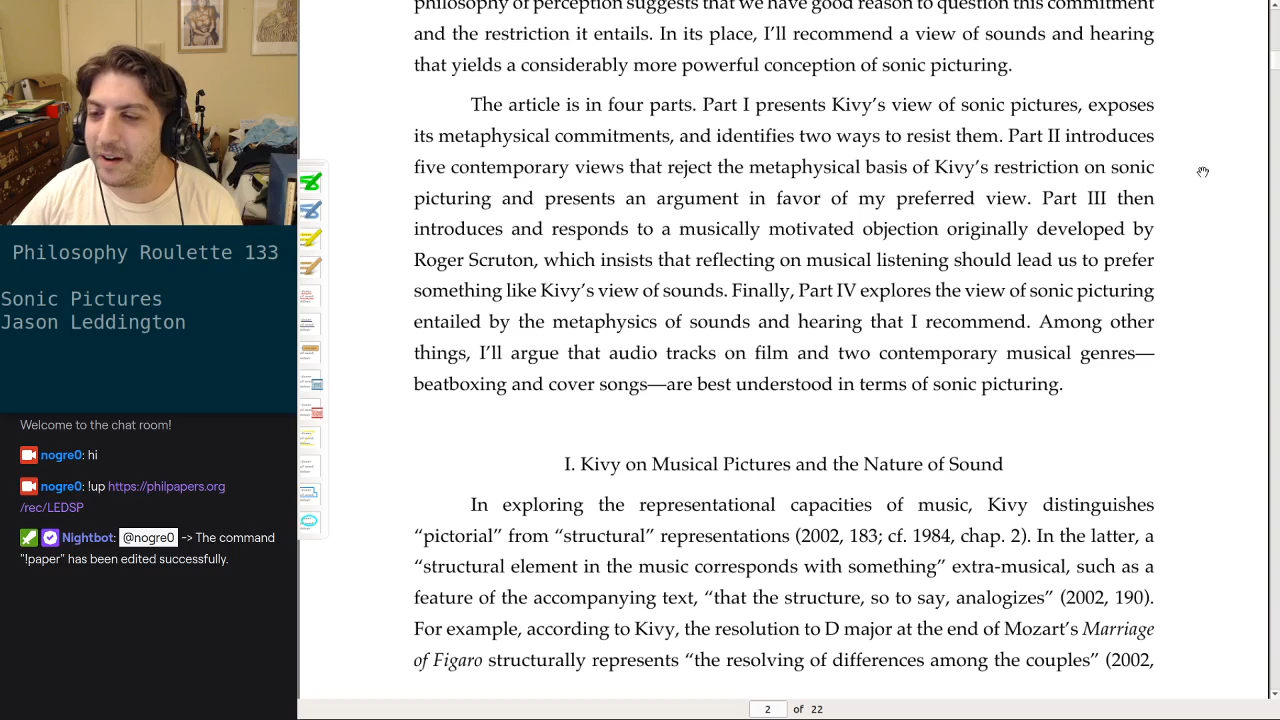 philosophy of perception suggests that we have good reason to question this commitment
and the restriction it entails. In its place, I'll recommend a view of sounds and hearing
that yields a considerably more powerful conception of sonic picturing.
The article is in four parts. Part I presents Kivy's view of sonic pictures, exposes
its metaphysical commitments, and identifies two ways to resist them. Part II introduces
five contemporary views that reject the metaphysical basis of Kivy's restriction on sonic
picturing and presents an argument in favor of my preferred view. Part III then
introduces and responds to a musically motivated objection originally developed by
Roger Scruton, which insists that reflecting on musical listening should lead us to prefer
something like Kivy's view of sounds. Finally, Part IV explores the view of sonic picturing
entailed by the metaphysics of sounds and hearing that I recommend. Among other
things, I'll argue that audio tracks in film and two contemporary musical genres—
beatboxing and cover songs—are best understood in terms of sonic picturing.
Kivy on Musical Pictures and the Nature of Sound
In exploring the representational capacities of music, Kivy distinguishes
"pictorial" from "structural" representations (2002, 183; cf. 1984, chap. 2). In the latter, a
"structural element in the music corresponds with something" extra-musical, such as a
feature of the accompanying text, "that the structure, so to say, analogizes" (2002, 190).
For example, according to Kivy, the resolution to D major at the end of Mozart's Marriage
of Figaro structurally represents "the resolving of differences among the couples" (2002,
2 of 22
Philosophy Roulette 133
Sonic Pictures
Jason Leddington
Welcome to the chat room!
nogre0: hi
nogre0: !up https://philpapers.org
/rec/LEDSP
Nightbot: @nogre0 -> The command
"!paper" has been edited successfully.